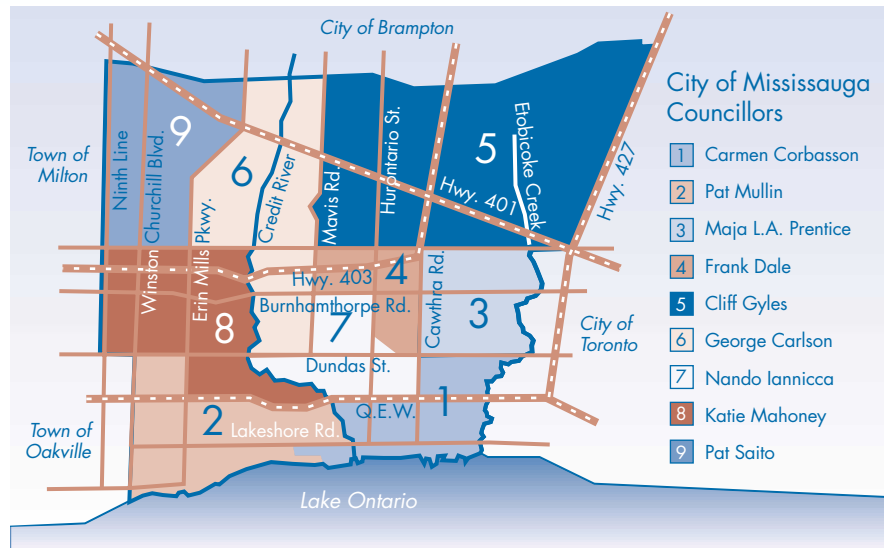 City of Brampton
City of Mississauga
Councillors
1 Carmen Corbasson
2 Pat Mullin
3 Maja L.A. Prentice
4 Frank Dale
5 Cliff Gyles
6 George Carlson
7 Nando Iannicca
8 Katie Mahoney
9 Pat Saito
Town of
Milton
Ninth Line
Winston Churchill Blvd.
9
Erin Mills Pkwy.
6
Credit River
Mavis Rd.
Hurontario St.
5
Etobicoke Creek
Hwy. 401
Hwy. 427
Hwy. 403
4
Cawthra Rd.
Burnhamthorpe Rd.
8
7
3
City of
Toronto
Dundas St.
Q.E.W.
1
2
Lakeshore Rd.
Town of
Oakville
Lake Ontario